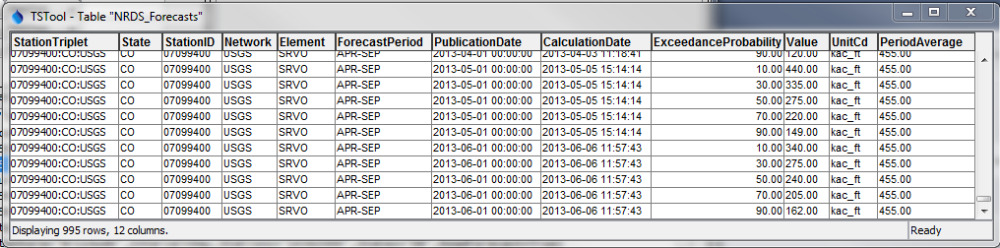 TSTool - Table "NRDS_Forecasts"
StationTriplet State StationID Network Element ForecastPeriod PublicationDate CalculationDate ExceedanceProbability Value UnitCd PeriodAverage
07099400:CO:USGS CO 07099400 USGS SRVO APR-SEP 2013-04-01 00:00:00 2013-04-03 11:18:41 90.00 120.00 kac_ft 455.00
07099400:CO:USGS CO 07099400 USGS SRVO APR-SEP 2013-05-01 00:00:00 2013-05-05 15:14:14 10.00 440.00 kac_ft 455.00
07099400:CO:USGS CO 07099400 USGS SRVO APR-SEP 2013-05-01 00:00:00 2013-05-05 15:14:14 30.00 335.00 kac_ft 455.00
07099400:CO:USGS CO 07099400 USGS SRVO APR-SEP 2013-05-01 00:00:00 2013-05-05 15:14:14 50.00 275.00 kac_ft 455.00
07099400:CO:USGS CO 07099400 USGS SRVO APR-SEP 2013-05-01 00:00:00 2013-05-05 15:14:14 70.00 220.00 kac_ft 455.00
07099400:CO:USGS CO 07099400 USGS SRVO APR-SEP 2013-05-01 00:00:00 2013-05-05 15:14:14 90.00 149.00 kac_ft 455.00
07099400:CO:USGS CO 07099400 USGS SRVO APR-SEP 2013-06-01 00:00:00 2013-06-06 11:57:43 10.00 340.00 kac_ft 455.00
07099400:CO:USGS CO 07099400 USGS SRVO APR-SEP 2013-06-01 00:00:00 2013-06-06 11:57:43 30.00 275.00 kac_ft 455.00
07099400:CO:USGS CO 07099400 USGS SRVO APR-SEP 2013-06-01 00:00:00 2013-06-06 11:57:43 50.00 240.00 kac_ft 455.00
07099400:CO:USGS CO 07099400 USGS SRVO APR-SEP 2013-06-01 00:00:00 2013-06-06 11:57:43 70.00 205.00 kac_ft 455.00
07099400:CO:USGS CO 07099400 USGS SRVO APR-SEP 2013-06-01 00:00:00 2013-06-06 11:57:43 90.00 162.00 kac_ft 455.00
Displaying 995 rows, 12 columns. Ready